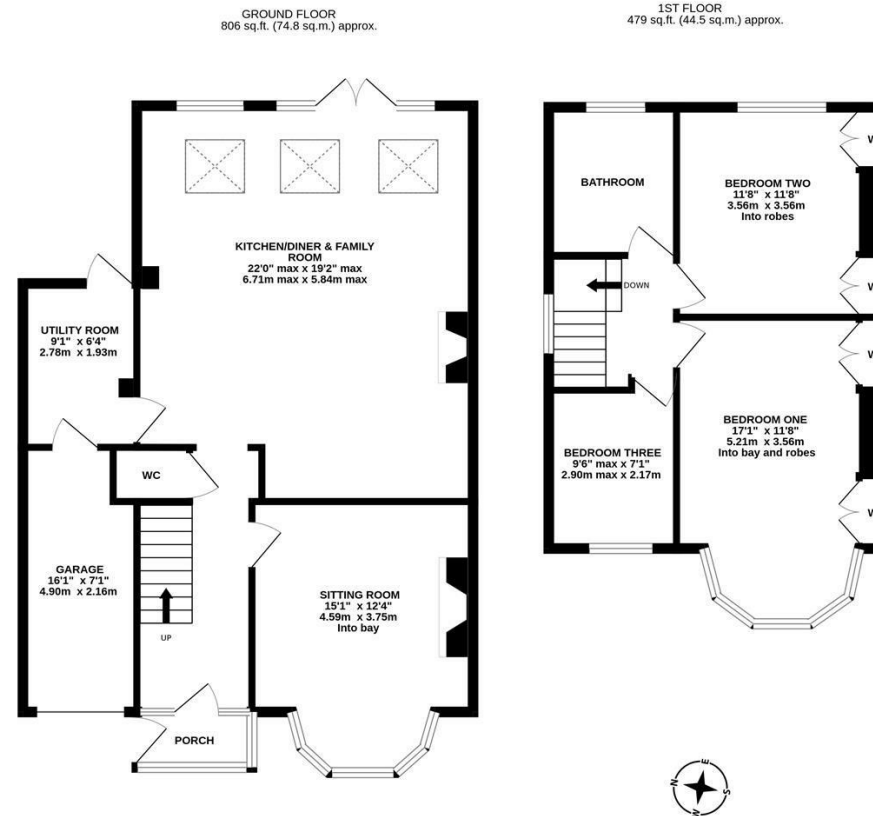 GROUND FLOOR
806 sq.ft. (74.8 sq.m.) approx.
1ST FLOOR
479 sq.ft. (44.5 sq.m.) approx.
KITCHEN/DINER & FAMILY
ROOM
22'0" max x 19'2" max
6.71m max x 5.84m max
UTILITY ROOM
9'1" x 6'4"
2.78m x 1.93m
WC
GARAGE
16'1" x 7'1"
4.90m x 2.16m
UP
SITTING ROOM
15'1" x 12'4"
4.59m x 3.75m
Into bay
PORCH
BATHROOM
BEDROOM TWO
11'8" x 11'8"
3.56m x 3.56m
Into robes
W
W
DOWN
W
BEDROOM ONE
17'1" x 11'8"
5.21m x 3.56m
Into bay and robes
W
BEDROOM THREE
9'6" max x 7'1"
2.90m max x 2.17m
N
E
S
W